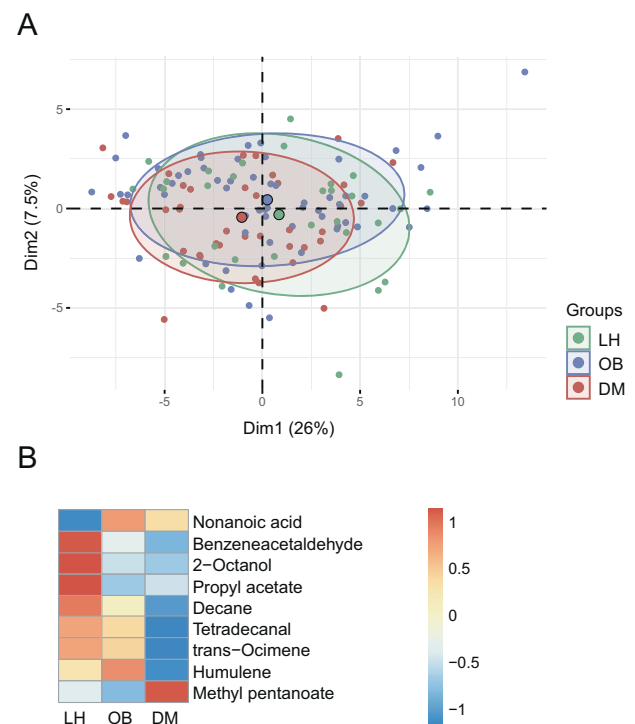 A
5
0
-5
-5
0
5
10
Dim2 (7.5%)
Dim1 (26%)
Groups
LH
OB
DM
B
Nonanoic acid
Benzeneacetaldehyde
2−Octanol
Propyl acetate
Decane
Tetradecanal
trans−Ocimene
Humulene
Methyl pentanoate
LH OB DM
1
0.5
0
−0.5
−1